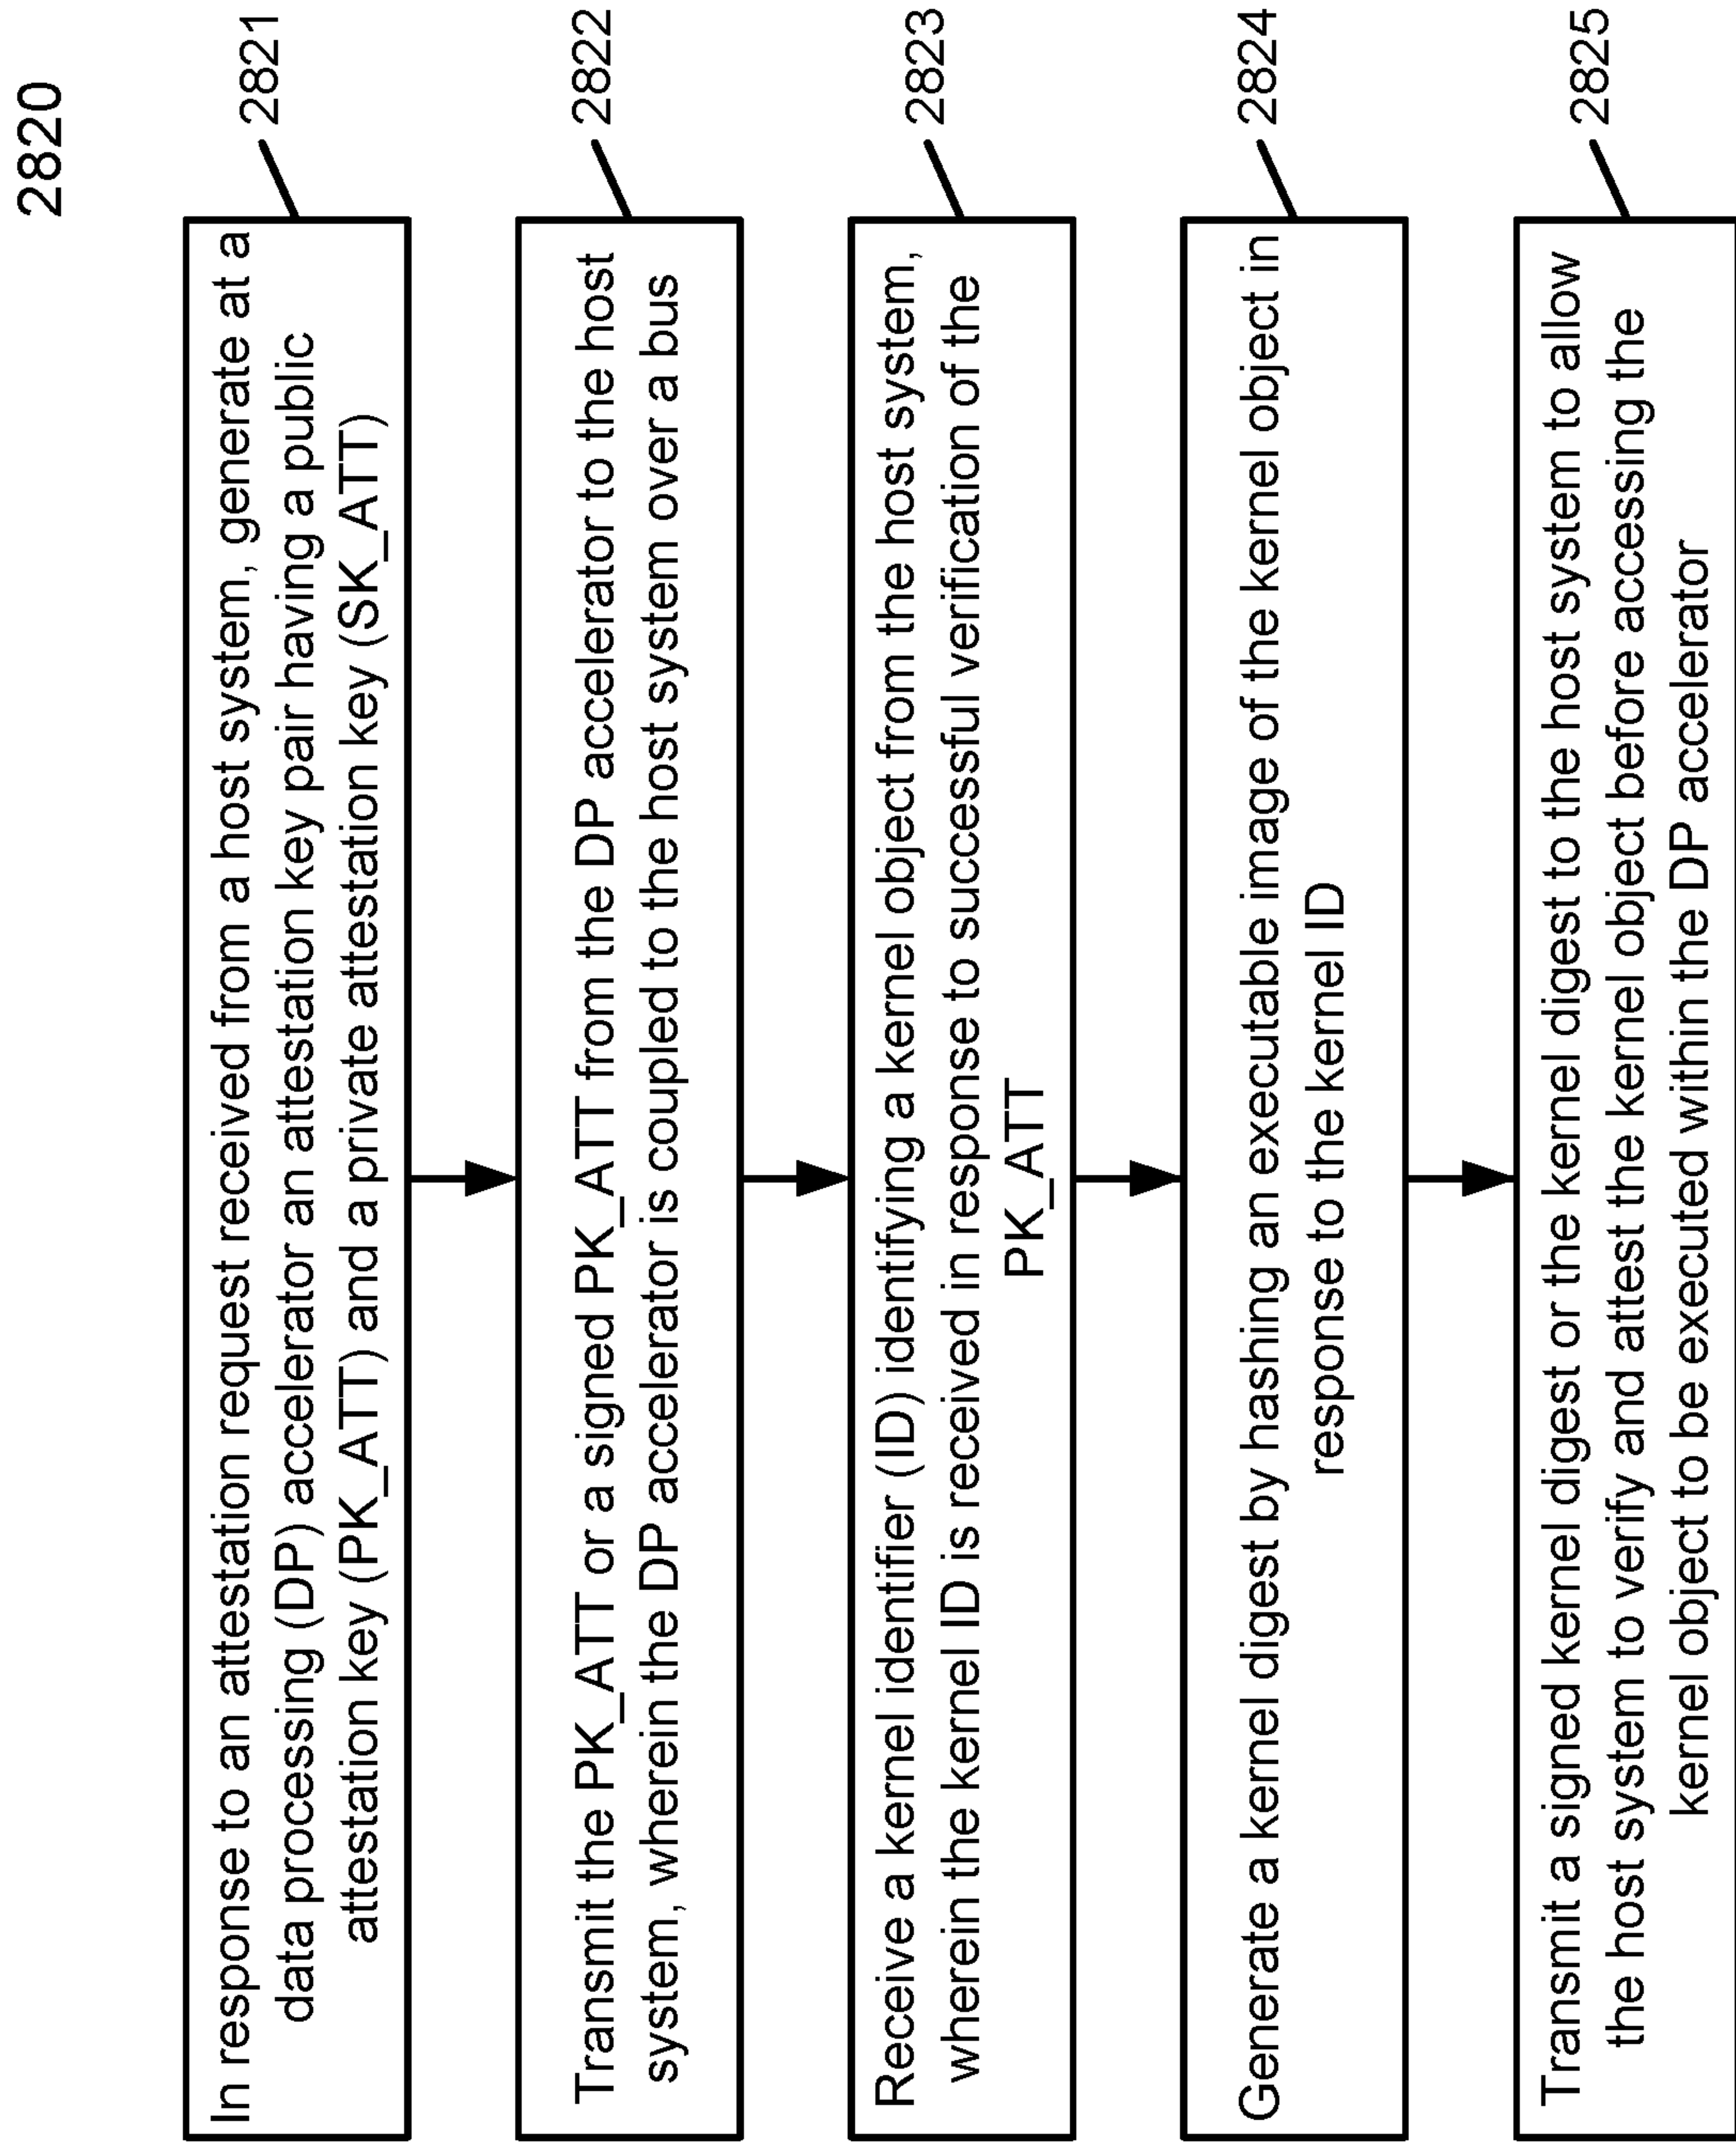 2820
In response to an attestation request received from a host system, generate at a
data processing (DP) accelerator an attestation key pair having a public
attestation key (PK_ATT) and a private attestation key (SK_ATT)
2821
Transmit the PK_ATT or a signed PK_ATT from the DP accelerator to the host
system, wherein the DP accelerator is coupled to the host system over a bus
2822
Receive a kernel identifier (ID) identifying a kernel object from the host system,
wherein the kernel ID is received in response to successful verification of the
PK_ATT
2823
Generate a kernel digest by hashing an executable image of the kernel object in
response to the kernel ID
2824
Transmit a signed kernel digest or the kernel digest to the host system to allow
the host system to verify and attest the kernel object before accessing the
kernel object to be executed within the DP accelerator
2825